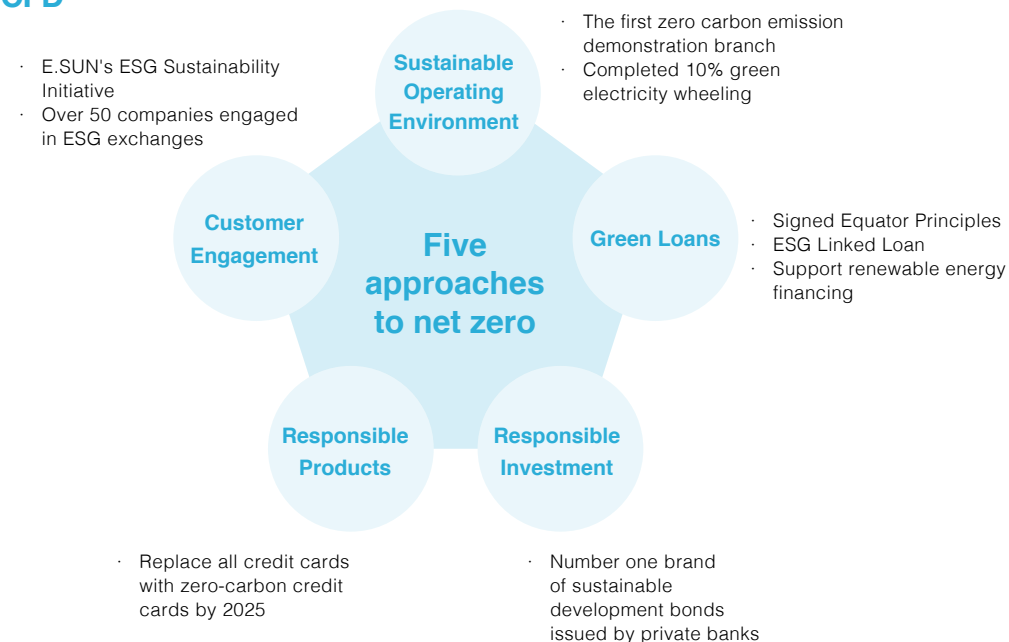 · The first zero carbon emission
demonstration branch
· Completed 10% green
electricity wheeling
· E.SUN's ESG Sustainability
Initiative
· Over 50 companies engaged
in ESG exchanges
Sustainable
Operating
Environment
Customer
Engagement
Five
approaches
to net zero
Green Loans
· Signed Equator Principles
· ESG Linked Loan
· Support renewable energy
financing
Responsible
Products
Responsible
Investment
· Replace all credit cards
with zero-carbon credit
cards by 2025
· Number one brand
of sustainable
development bonds
issued by private banks